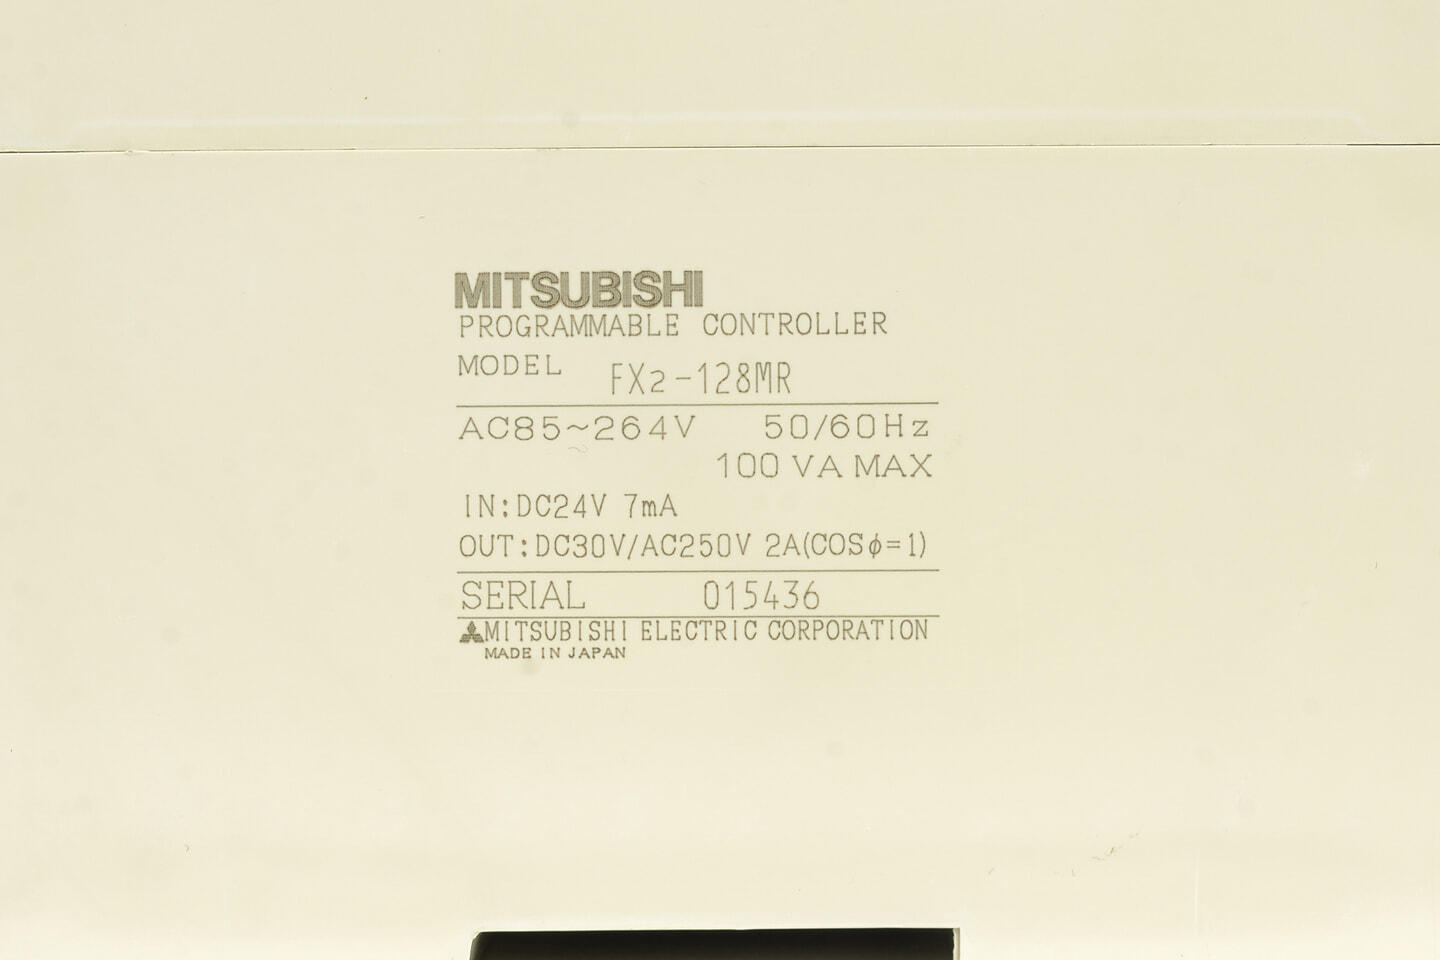 MITSUBISHI
PROGRAMMABLE CONTROLLER
MODEL FX2-128MR
AC85~264V 50/60Hz
100 VA MAX
IN:DC24V 7mA
OUT:DC30V/AC250V 2A(COSϕ=1)
SERIAL 015436
MITSUBISHI ELECTRIC CORPORATION
MADE IN JAPAN